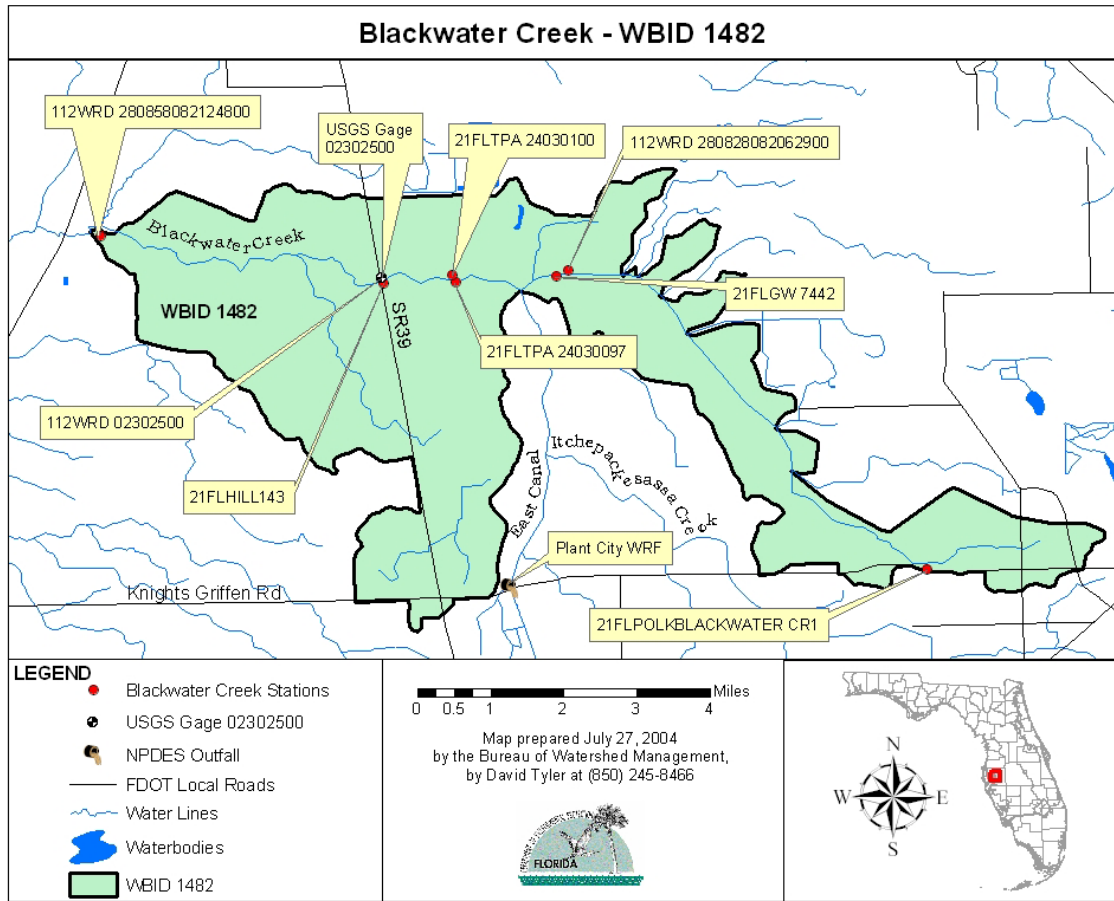 Blackwater Creek - WBID 1482
112WRD 280858082124800
USGS Gage
02302500
21FLTPA 24030100
112WRD 280828082062900
BlackwaterCreek
WBID 1482
SR39
21FLGW 7442
21FLTPA 24030097
112WRD 02302500
21FLHILL143
East Canal
Itchepackesassa Creek
Plant City WRF
Knights Griffen Rd
21FLPOLKBLACKWATER CR1
LEGEND
Blackwater Creek Stations
USGS Gage 02302500
NPDES Outfall
FDOT Local Roads
Water Lines
Waterbodies
WBID 1482
Miles
0 0.5 1 2 3 4
Map prepared July 27, 2004
by the Bureau of Watershed Management,
by David Tyler at (850) 245-8466
FLORIDA
N
W E
S